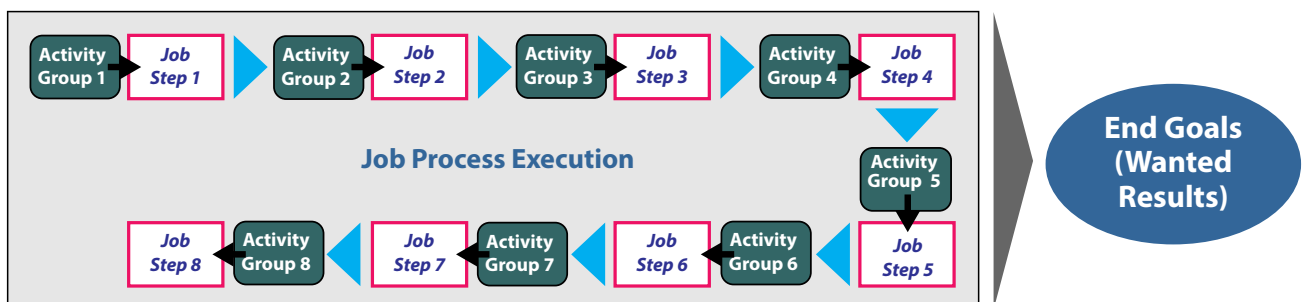 Activity
Group 1
Job
Step 1
Activity
Group 2
Job
Step 2
Activity
Group 3
Job
Step 3
Activity
Group 4
Job
Step 4
Job Process Execution
Activity
Group 5
Job
Step 5
Activity
Group 6
Job
Step 6
Activity
Group 7
Job
Step 7
Activity
Group 8
Job
Step 8
End Goals
(Wanted
Results)